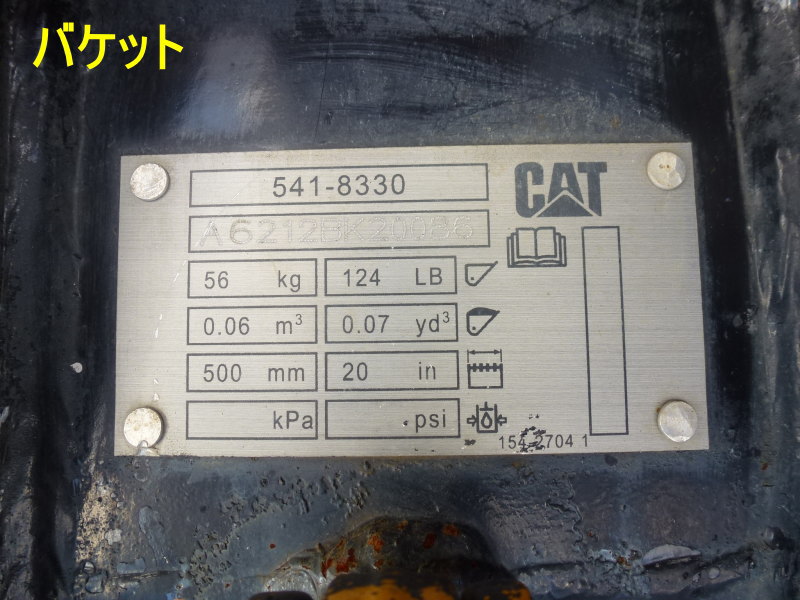 バケット
541-8330
CAT
A6212BK20086
56 kg 124 LB
0.06 m³ 0.07 yd³
500 mm 20 in
kPa psi
154-2704 1